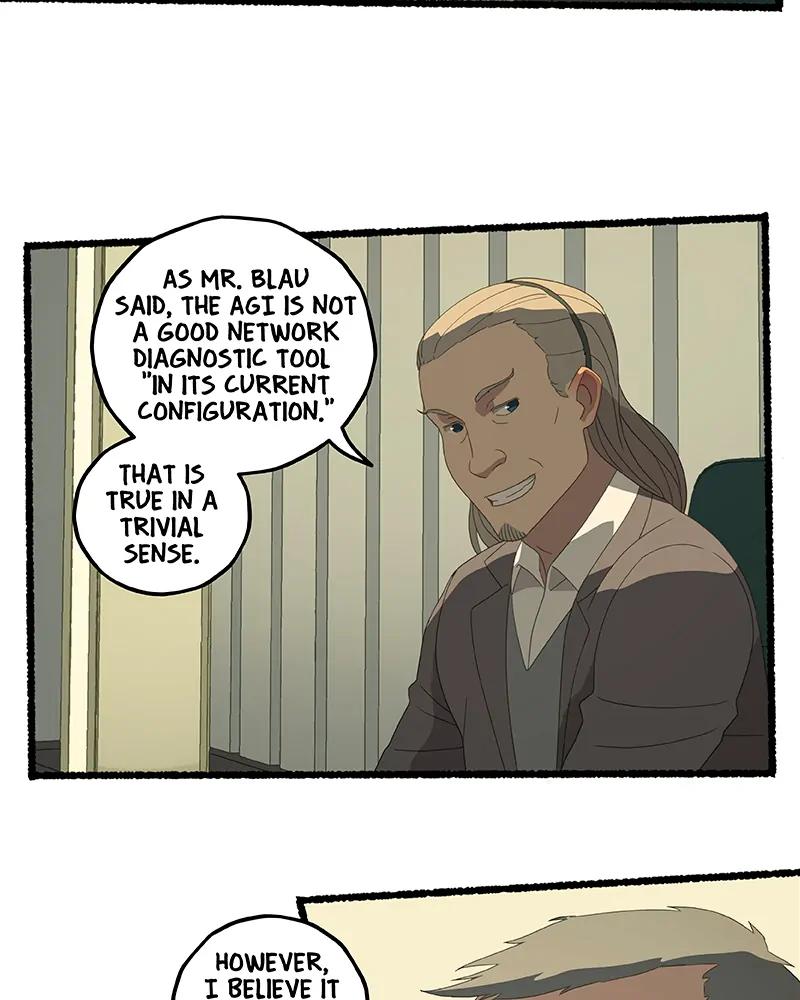 AS MR. BLAU
SAID, THE AGI IS NOT
A GOOD NETWORK
DIAGNOSTIC TOOL
"IN ITS CURRENT
CONFIGURATION."
THAT IS
TRUE IN A
TRIVIAL
SENSE.
HOWEVER,
I BELIEVE IT